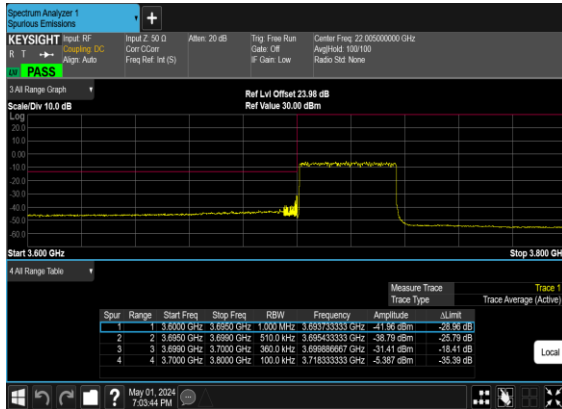 Spectrum Analyzer 1
Spurious Emissions
KEYSIGHT Input: RF Input Z: 50 Ω Atten: 20 dB Trig: Free Run Center Freq: 22.005000000 GHz
R T Coupling: DC Corr CCorr Gate: Off Avg|Hold: 100/100
Align: Auto Freq Ref: Int (S) IF Gain: Low Radio Std: None
PASS
3 All Range Graph
Ref Lvl Offset 23.98 dB
Scale/Div 10.0 dB Ref Value 30.00 dBm
Log
20.0
10.0
0.00
-10.0
-20.0
-30.0
-40.0
-50.0
-60.0
Start 3.600 GHz Stop 3.800 GH
4 All Range Table
Measure Trace Trace 1
Trace Type Trace Average (Active)
Spur Range Start Freq Stop Freq RBW Frequency Amplitude ΔLimit
1 1 3.6000 GHz 3.6950 GHz 1.000 MHz 3.693733333 GHz -41.96 dBm -28.96 dB
2 2 3.6950 GHz 3.6990 GHz 510.0 kHz 3.695433333 GHz -38.79 dBm -25.79 dB
3 3 3.6990 GHz 3.7000 GHz 360.0 kHz 3.699686667 GHz -31.41 dBm -18.41 dB
4 4 3.7000 GHz 3.8000 GHz 100.0 kHz 3.718333333 GHz -5.387 dBm -35.39 dB
Local
May 01, 2024
7:03:44 PM